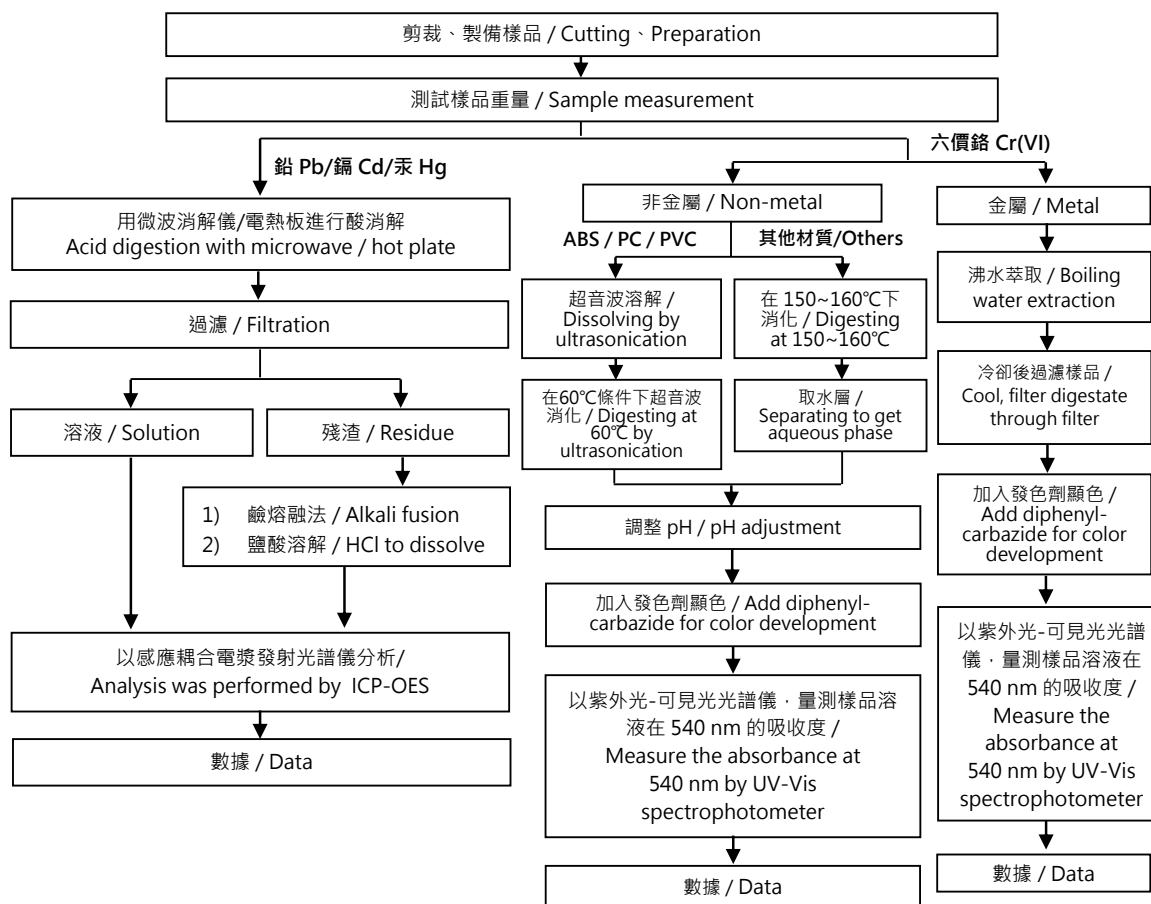 剪裁、製備樣品 / Cutting、Preparation
測試樣品重量 / Sample measurement
鉛 Pb/鎘 Cd/汞 Hg
用微波消解儀/電熱板進行酸消解
Acid digestion with microwave / hot plate
過濾 / Filtration
溶液 / Solution
殘渣 / Residue
1) 鹼熔融法 / Alkali fusion
2) 鹽酸溶解 / HCl to dissolve
以感應耦合電漿發射光譜儀分析/
Analysis was performed by ICP-OES
數據 / Data
六價鉻 Cr(VI)
非金屬 / Non-metal
ABS / PC / PVC
超音波溶解 /
Dissolving by
ultrasonication
在60℃條件下超音波
消化 / Digesting at
60℃ by
ultrasonication
其他材質/Others
在 150~160℃下
消化 / Digesting
at 150~160℃
取水層 /
Separating to get
aqueous phase
調整 pH / pH adjustment
加入發色劑顯色 / Add diphenyl-
carbazide for color development
以紫外光-可見光光譜儀，量測樣品溶
液在 540 nm 的吸收度 /
Measure the absorbance at
540 nm by UV-Vis
spectrophotometer
數據 / Data
金屬 / Metal
沸水萃取 / Boiling
water extraction
冷卻後過濾樣品 /
Cool, filter digestate
through filter
加入發色劑顯色 /
Add diphenyl-
carbazide for color
development
以紫外光-可見光光譜
儀，量測樣品溶液在
540 nm 的吸收度 /
Measure the
absorbance at
540 nm by UV-Vis
spectrophotometer
數據 / Data